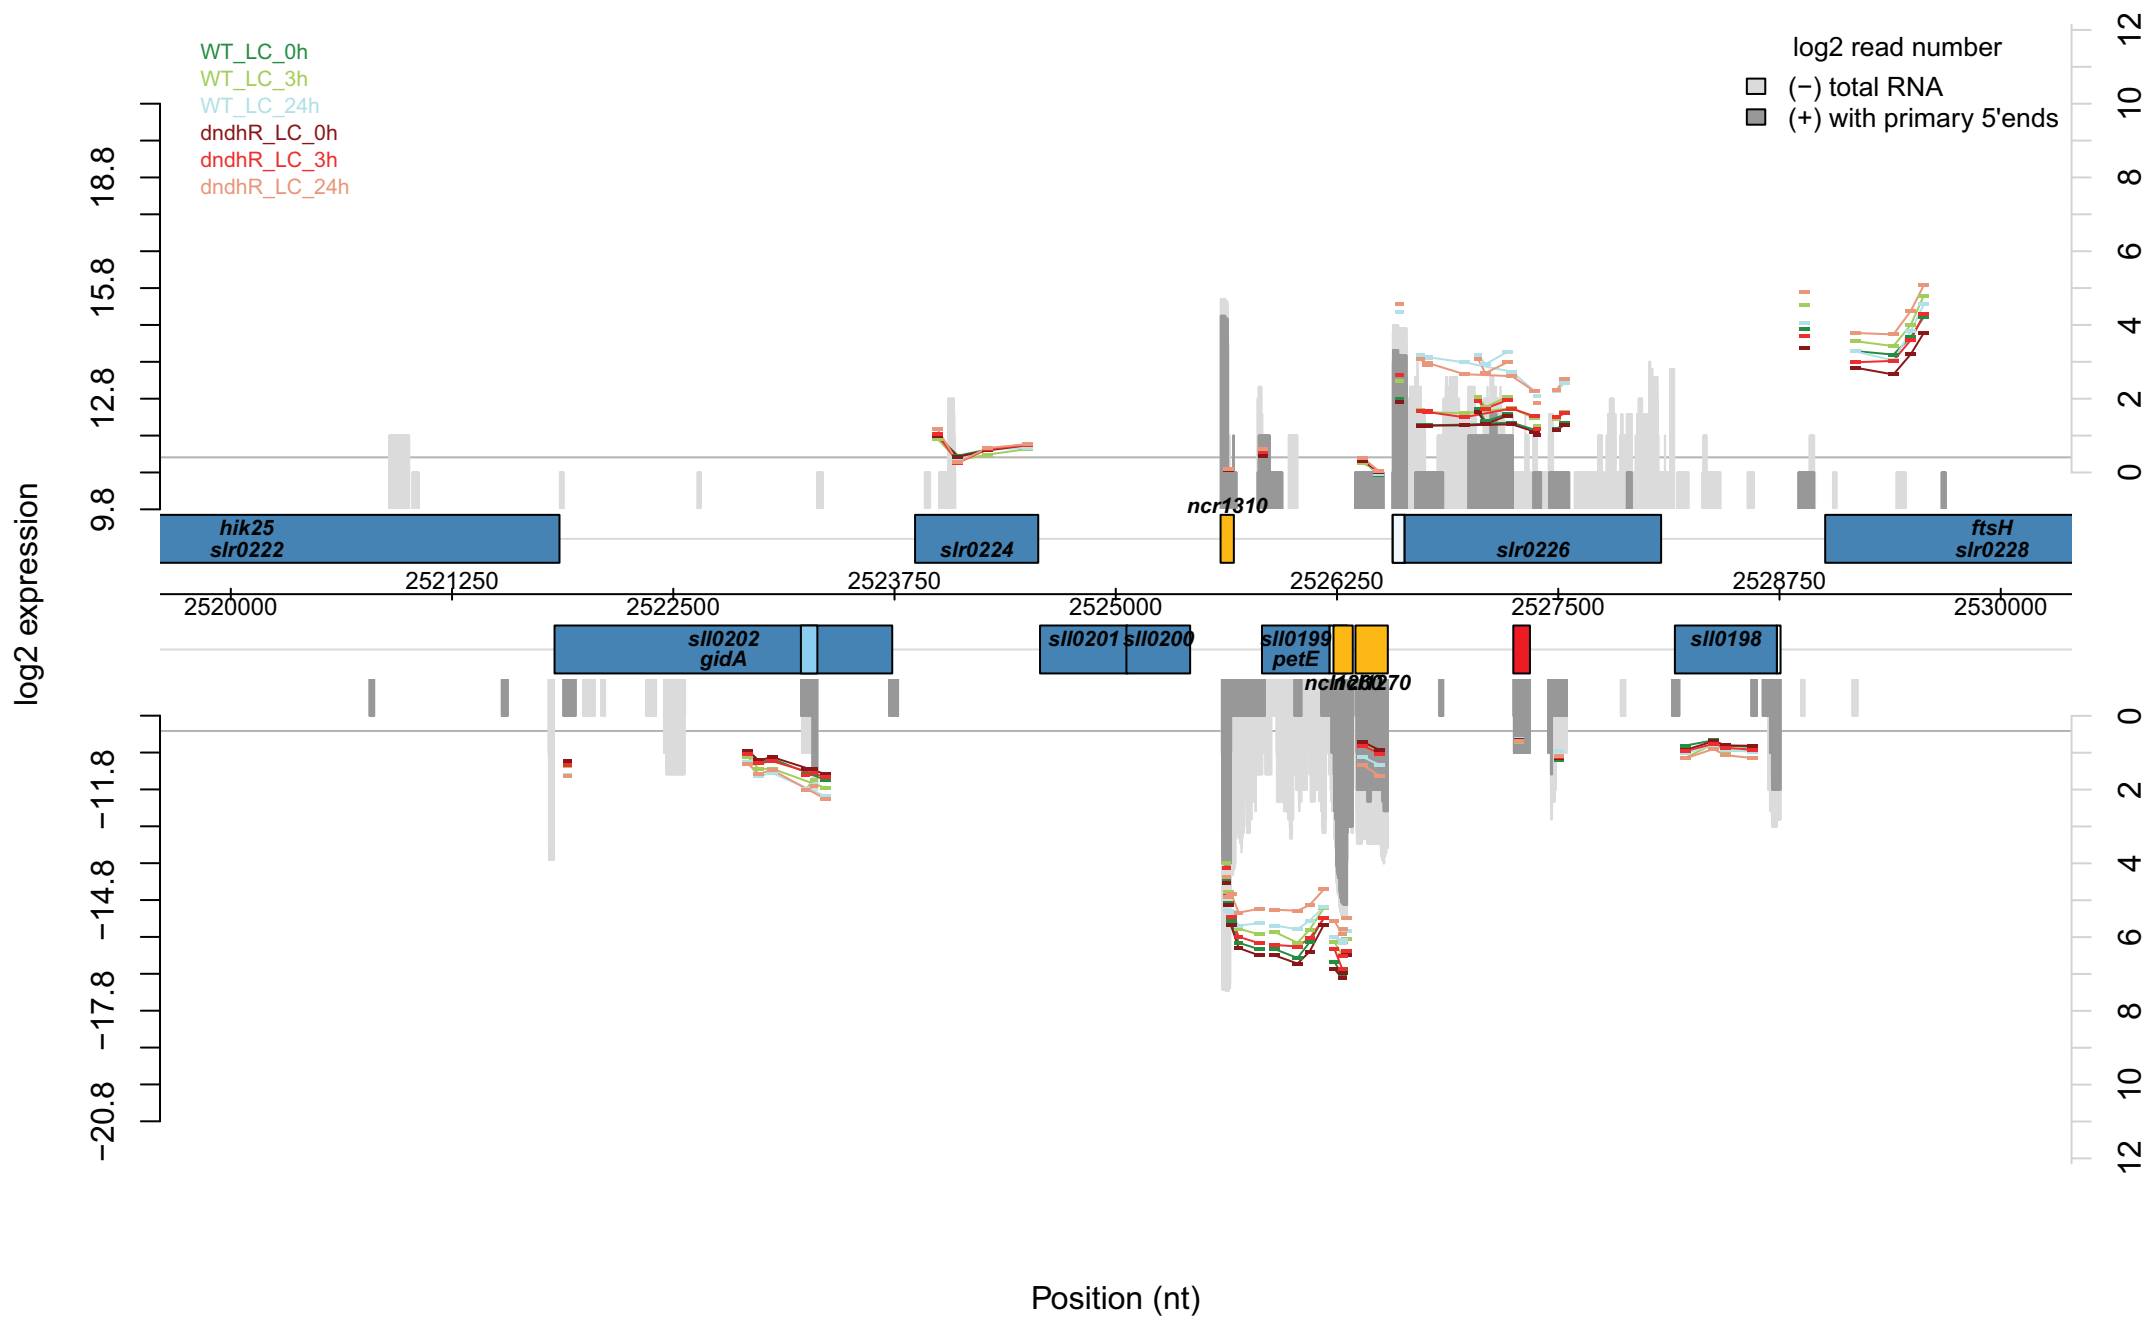 WT_LC_0h
WT_LC_3h
WT_LC_24h
dndhR_LC_0h
dndhR_LC_3h
dndhR_LC_24h
log2 read number
(−) total RNA
(+) with primary 5'ends
18.8
15.8
12.8
9.8
12
10
8
6
4
2
0
log2 expression
ncr1310
hik25
slr0222
slr0224
slr0226
ftsH
slr0228
2521250
2523750
2526250
2528750
2520000
2522500
2525000
2527500
2530000
sll0202
gidA
sll0201
sll0200
sll0199
petE
sll0198
ncl1270
−11.8
−14.8
−17.8
−20.8
0
2
4
6
8
10
12
Position (nt)